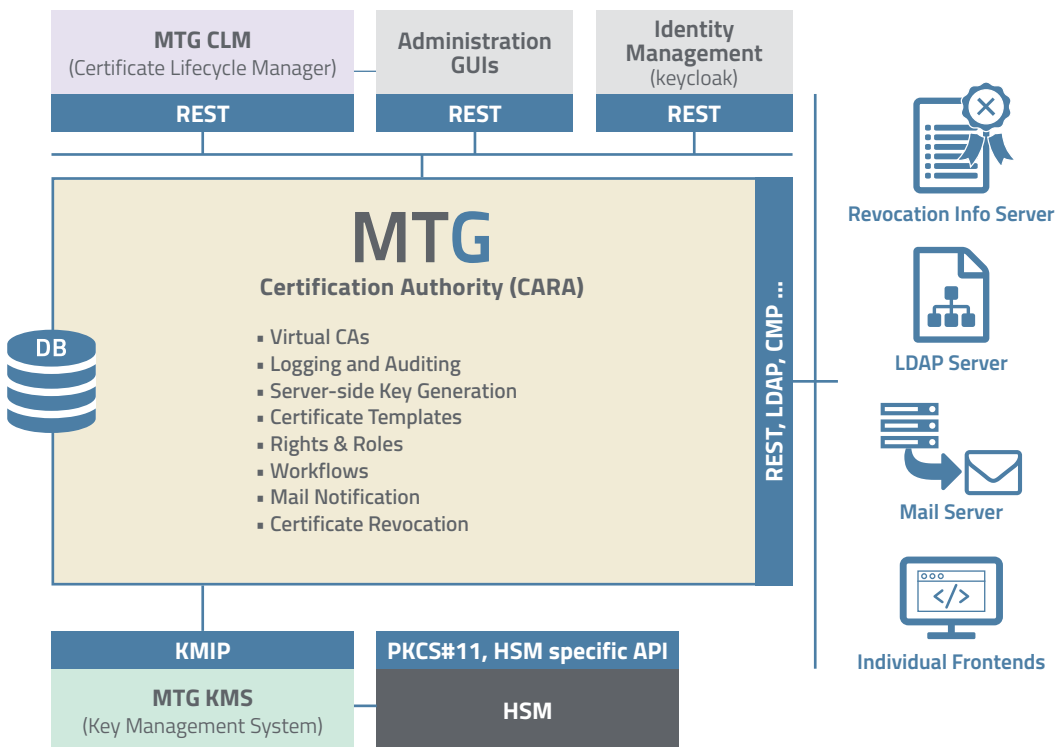 MTG CLM
(Certificate Lifecycle Manager)
REST
Administration
GUIs
REST
Identity
Management
(keycloak)
REST
MTG
Certification Authority (CARA)
▪ Virtual CAs
▪ Logging and Auditing
▪ Server-side Key Generation
▪ Certificate Templates
▪ Rights & Roles
▪ Workflows
▪ Mail Notification
▪ Certificate Revocation
DB
REST, LDAP, CMP ...
Revocation Info Server
LDAP Server
Mail Server
</>
Individual Frontends
KMIP
MTG KMS
(Key Management System)
PKCS#11, HSM specific API
HSM